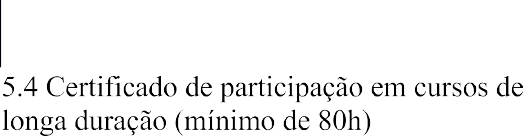 5.4 Certificado de participação em cursos de
longa duração (mínimo de 80h)